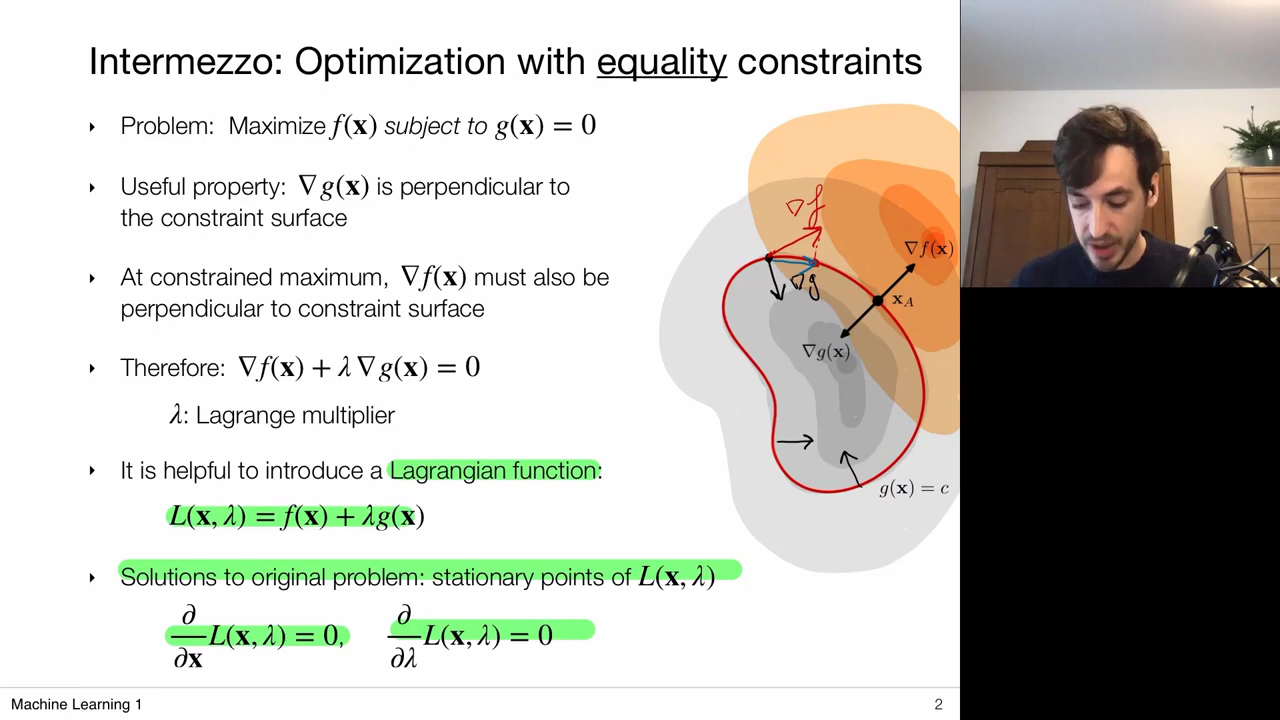 Intermezzo: Optimization with equality constraints
‣ Problem: Maximize f(x) subject to g(x) = 0
‣ Useful property: ∇g(x) is perpendicular to
the constraint surface
‣ At constrained maximum, ∇f(x) must also be
perpendicular to constraint surface
‣ Therefore: ∇f(x) + λ∇g(x) = 0
λ: Lagrange multiplier
‣ It is helpful to introduce a Lagrangian function:
L(x, λ) = f(x) + λg(x)
‣ Solutions to original problem: stationary points of L(x, λ)
∂/∂x L(x, λ) = 0, ∂/∂λ L(x, λ) = 0
∇f
∇g
∇f(x)
x_A
∇g(x)
g(x) = c
Machine Learning 1
2